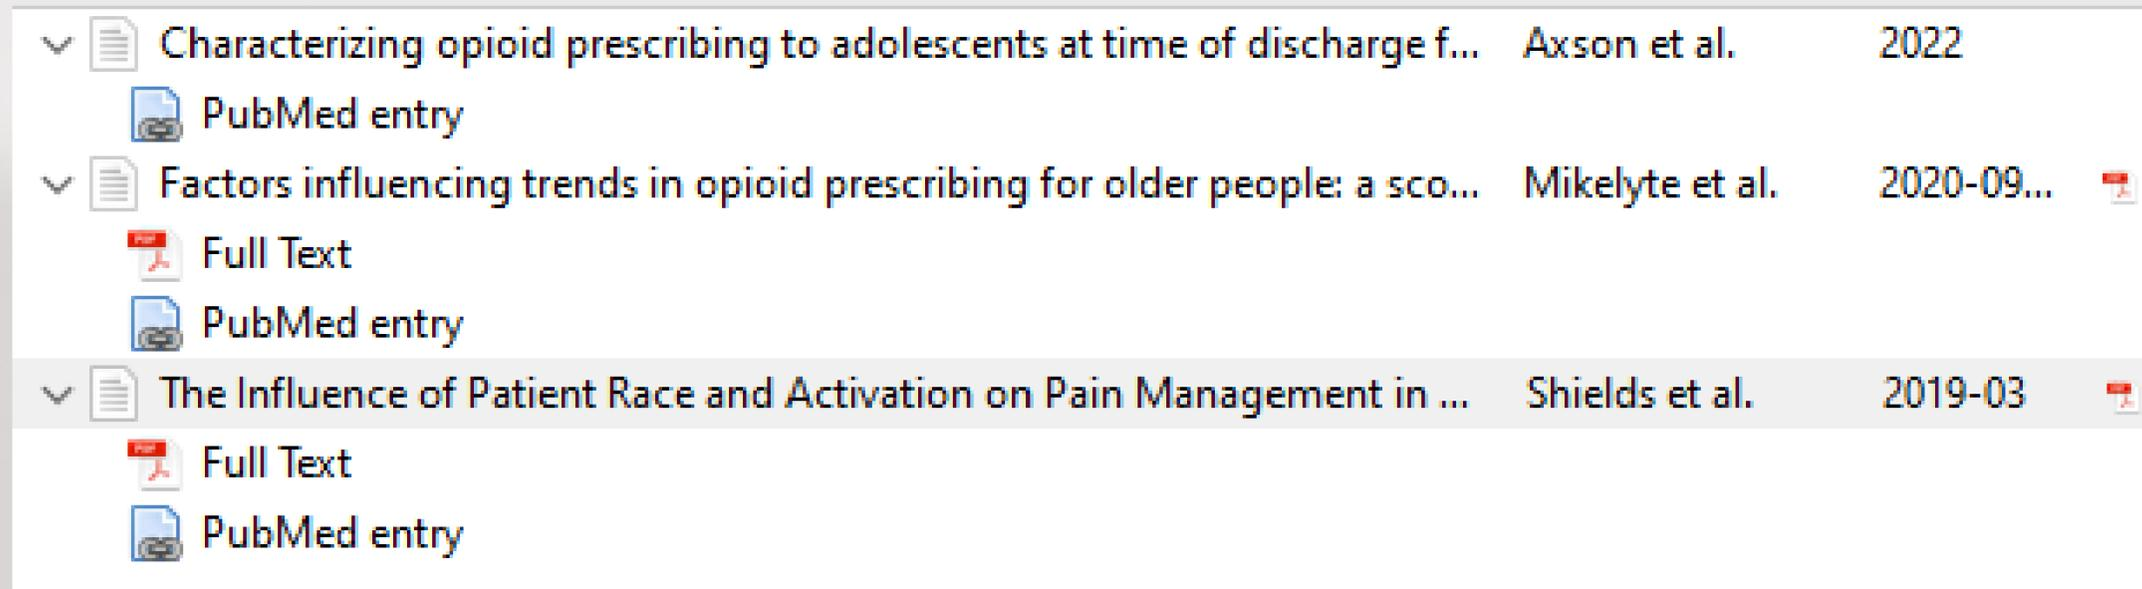 Characterizing opioid prescribing to adolescents at time of discharge f... Axson et al. 2022
PubMed entry
Factors influencing trends in opioid prescribing for older people: a sco... Mikelyte et al. 2020-09...
Full Text
PubMed entry
The Influence of Patient Race and Activation on Pain Management in ... Shields et al. 2019-03
Full Text
PubMed entry